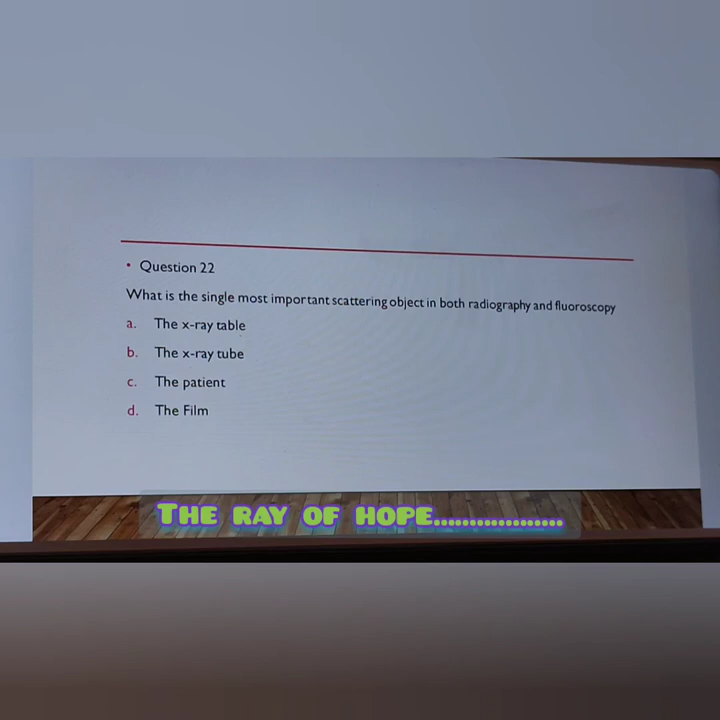 • Question 22
What is the single most important scattering object in both radiography and fluoroscopy
a. The x-ray table
b. The x-ray tube
c. The patient
d. The Film
The ray of hope...................